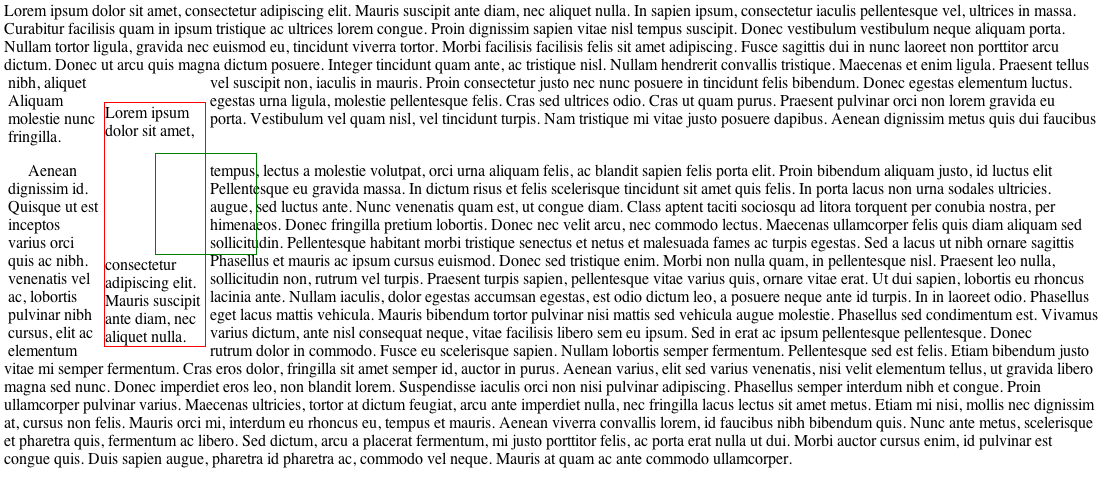 Lorem ipsum dolor sit amet, consectetur adipiscing elit. Mauris suscipit ante diam, nec aliquet nulla. In sapien ipsum, consectetur iaculis pellentesque vel, ultrices in massa.
Curabitur facilisis quam in ipsum tristique ac ultrices lorem congue. Proin dignissim sapien vitae nisl tempus suscipit. Donec vestibulum vestibulum neque aliquam porta.
Nullam tortor ligula, gravida nec euismod eu, tincidunt viverra tortor. Morbi facilisis facilisis felis sit amet adipiscing. Fusce sagittis dui in nunc laoreet non porttitor arcu
dictum. Donec ut arcu quis magna dictum posuere. Integer tincidunt quam ante, ac tristique nisl. Nullam hendrerit convallis tristique. Maecenas et enim ligula. Praesent tellus
nibh, aliquet
Aliquam
molestie nunc
fringilla.
Aenean
dignissim id.
Quisque ut est
inceptos
varius orci
quis ac nibh.
venenatis vel
ac, lobortis
pulvinar nibh
cursus, elit ac
elementum
Lorem ipsum
dolor sit amet,
consectetur
adipiscing elit.
Mauris suscipit
ante diam, nec
aliquet nulla.
vel suscipit non, iaculis in mauris. Proin consectetur justo nec nunc posuere in tincidunt felis bibendum. Donec egestas elementum luctus.
egestas urna ligula, molestie pellentesque felis. Cras sed ultrices odio. Cras ut quam purus. Praesent pulvinar orci non lorem gravida eu
porta. Vestibulum vel quam nisl, vel tincidunt turpis. Nam tristique mi vitae justo posuere dapibus. Aenean dignissim metus quis dui faucibus
tempus, lectus a molestie volutpat, orci urna aliquam felis, ac blandit sapien felis porta elit. Proin bibendum aliquam justo, id luctus elit
Pellentesque eu gravida massa. In dictum risus et felis scelerisque tincidunt sit amet quis felis. In porta lacus non urna sodales ultricies.
augue, sed luctus ante. Nunc venenatis quam est, ut congue diam. Class aptent taciti sociosqu ad litora torquent per conubia nostra, per
himenaeos. Donec fringilla pretium lobortis. Donec nec velit arcu, nec commodo lectus. Maecenas ullamcorper felis quis diam aliquam sed
sollicitudin. Pellentesque habitant morbi tristique senectus et netus et malesuada fames ac turpis egestas. Sed a lacus ut nibh ornare sagittis
Phasellus et mauris ac ipsum cursus euismod. Donec sed tristique enim. Morbi non nulla quam, in pellentesque nisl. Praesent leo nulla,
sollicitudin non, rutrum vel turpis. Praesent turpis sapien, pellentesque vitae varius quis, ornare vitae erat. Ut dui sapien, lobortis eu rhoncus
lacinia ante. Nullam iaculis, dolor egestas accumsan egestas, est odio dictum leo, a posuere neque ante id turpis. In in laoreet odio. Phasellus
eget lacus mattis vehicula. Mauris bibendum tortor pulvinar nisi mattis sed vehicula augue molestie. Phasellus sed condimentum est. Vivamus
varius dictum, ante nisl consequat neque, vitae facilisis libero sem eu ipsum. Sed in erat ac ipsum pellentesque pellentesque. Donec
rutrum dolor in commodo. Fusce eu scelerisque sapien. Nullam lobortis semper fermentum. Pellentesque sed est felis. Etiam bibendum justo
vitae mi semper fermentum. Cras eros dolor, fringilla sit amet semper id, auctor in purus. Aenean varius, elit sed varius venenatis, nisi velit elementum tellus, ut gravida libero
magna sed nunc. Donec imperdiet eros leo, non blandit lorem. Suspendisse iaculis orci non nisi pulvinar adipiscing. Phasellus semper interdum nibh et congue. Proin
ullamcorper pulvinar varius. Maecenas ultricies, tortor at dictum feugiat, arcu ante imperdiet nulla, nec fringilla lacus lectus sit amet metus. Etiam mi nisi, mollis nec dignissim
at, cursus non felis. Mauris orci mi, interdum eu rhoncus eu, tempus et mauris. Aenean viverra convallis lorem, id faucibus nibh bibendum quis. Nunc ante metus, scelerisque
et pharetra quis, fermentum ac libero. Sed dictum, arcu a placerat fermentum, mi justo porttitor felis, ac porta erat nulla ut dui. Morbi auctor cursus enim, id pulvinar est
congue quis. Duis sapien augue, pharetra id pharetra ac, commodo vel neque. Mauris at quam ac ante commodo ullamcorper.